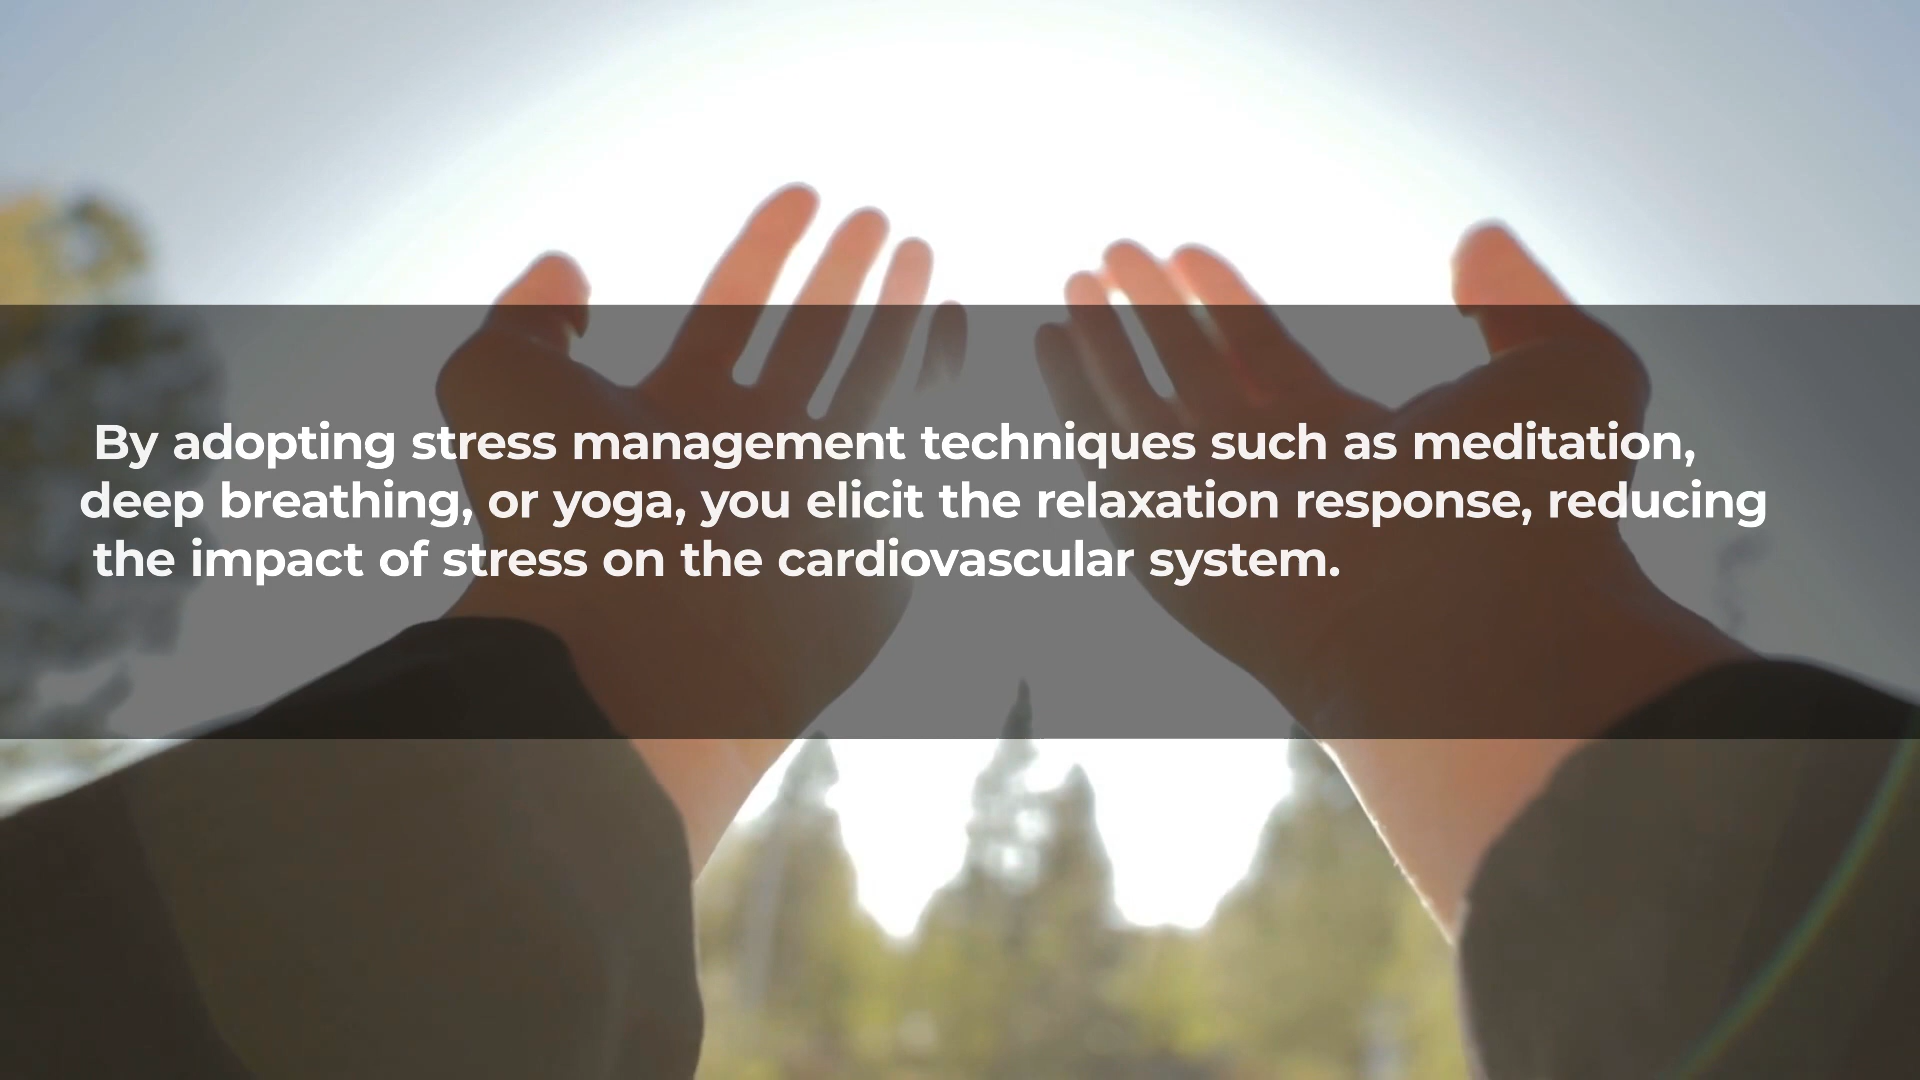 By adopting stress management techniques such as meditation,
deep breathing, or yoga, you elicit the relaxation response, reducing
the impact of stress on the cardiovascular system.